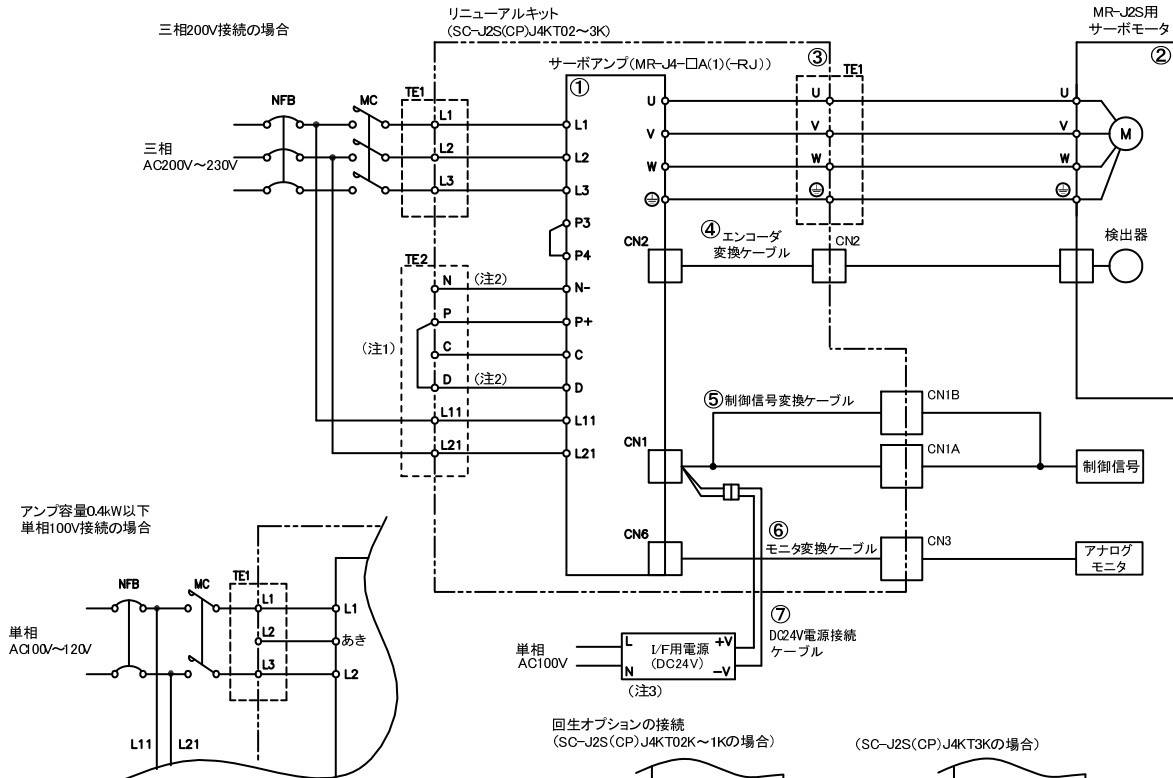 三相200V接続の場合
リニューアルキット
(SC-J2S(CP)J4KT02～3K)
MR-J2S用
サーボモータ
②
③
サーボアンプ(MR-J4-□A(1)(-RJ))
①
TE1
NFB
MC
TE1
U
U
U
L1
L1
V
V
V
M
三相
AC200V～230V
L2
L2
W
W
W
L3
L3
P3
P4
CN2
④エンコーダ
変換ケーブル
CN2
検出器
TE2
N
(注2)
N-
P
P+
(注1)
C
C
D
(注2)
D
L11
L11
L21
L21
⑤制御信号変換ケーブル
CN1B
CN1
CN1A
制御信号
CN6
⑥
モニタ変換ケーブル
CN3
アナログ
モニタ
⑦
DC24V電源接続
ケーブル
単相
AC100V
L
N
I/F用電源
(DC24V)
+V
-V
(注3)
アンプ容量0.4kW以下
単相100V接続の場合
NFB
MC
TE1
単相
AC100V～120V
L1
L1
L2
あき
L3
L2
L11
L21
回生オプションの接続
(SC-J2S(CP)J4KT02K～1Kの場合)
(SC-J2S(CP)J4KT3Kの場合)